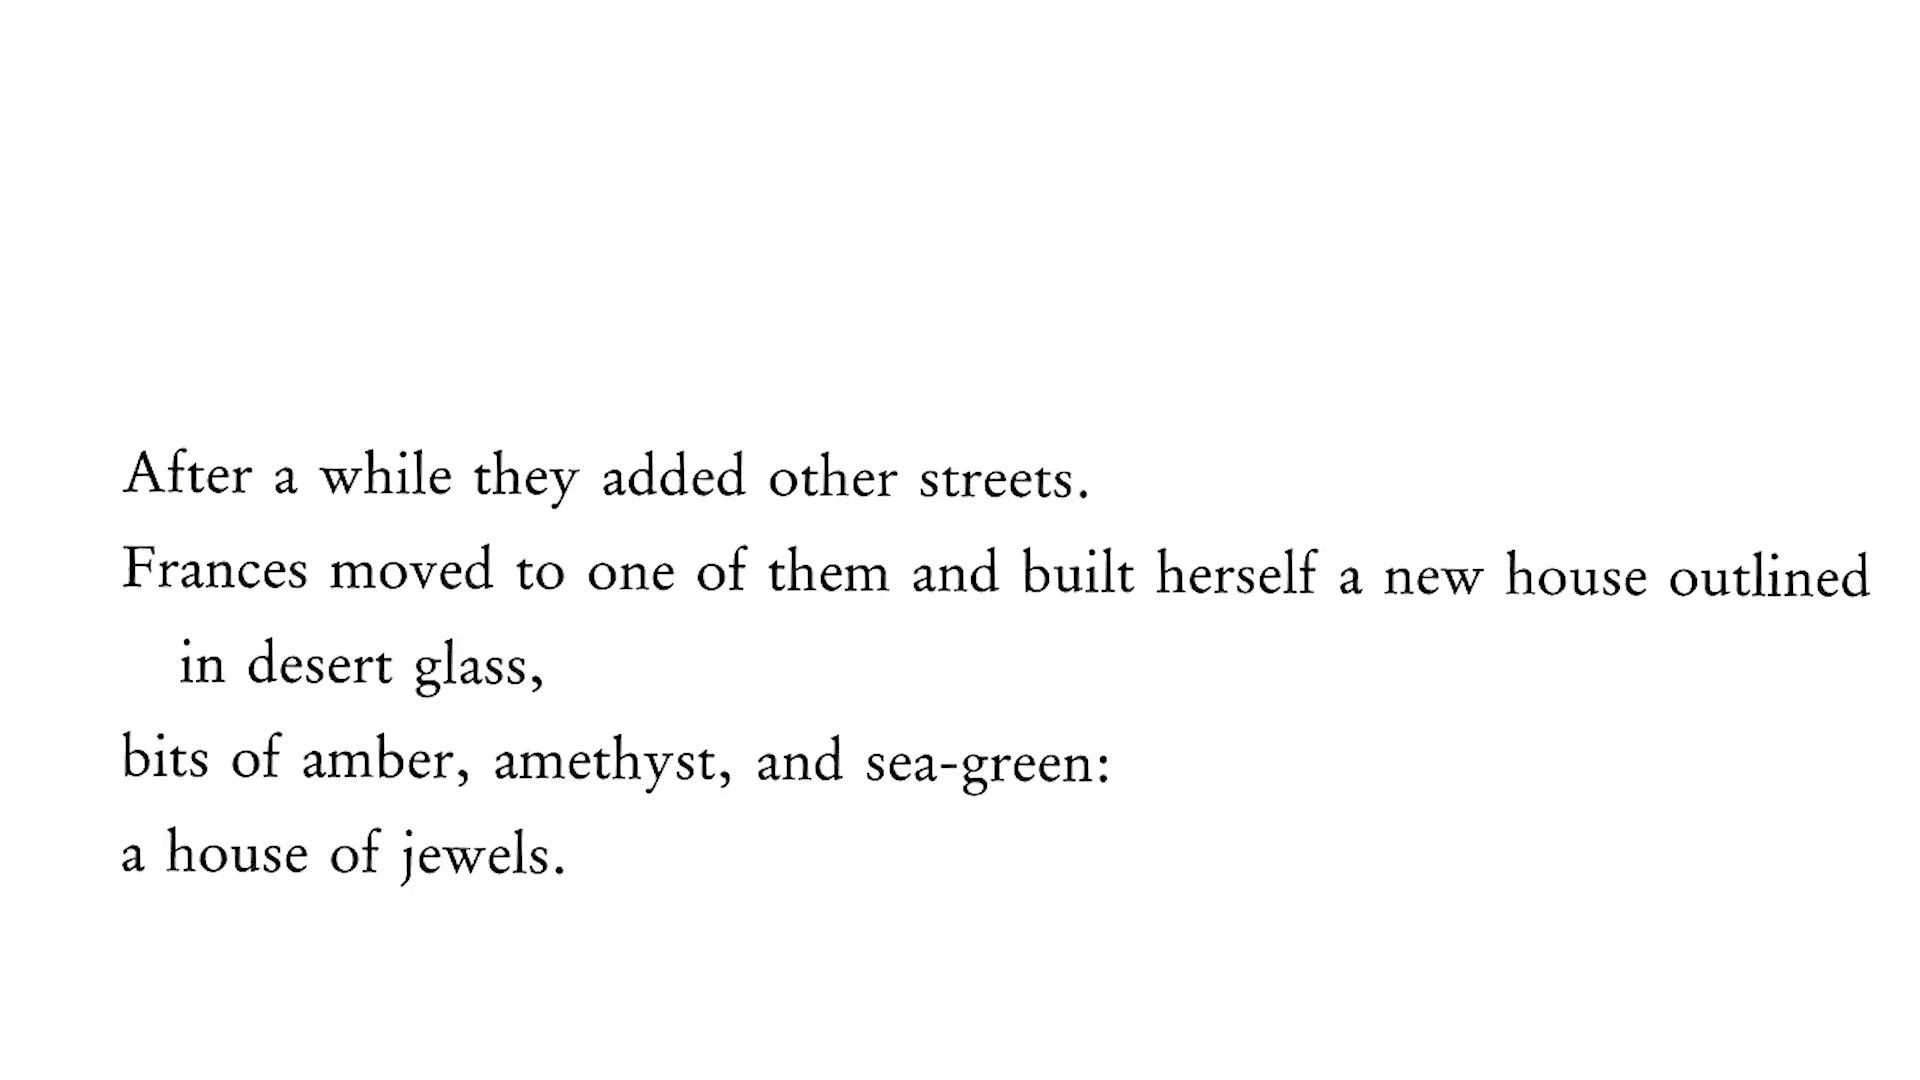 After a while they added other streets.
Frances moved to one of them and built herself a new house outlined
in desert glass,
bits of amber, amethyst, and sea-green:
a house of jewels.